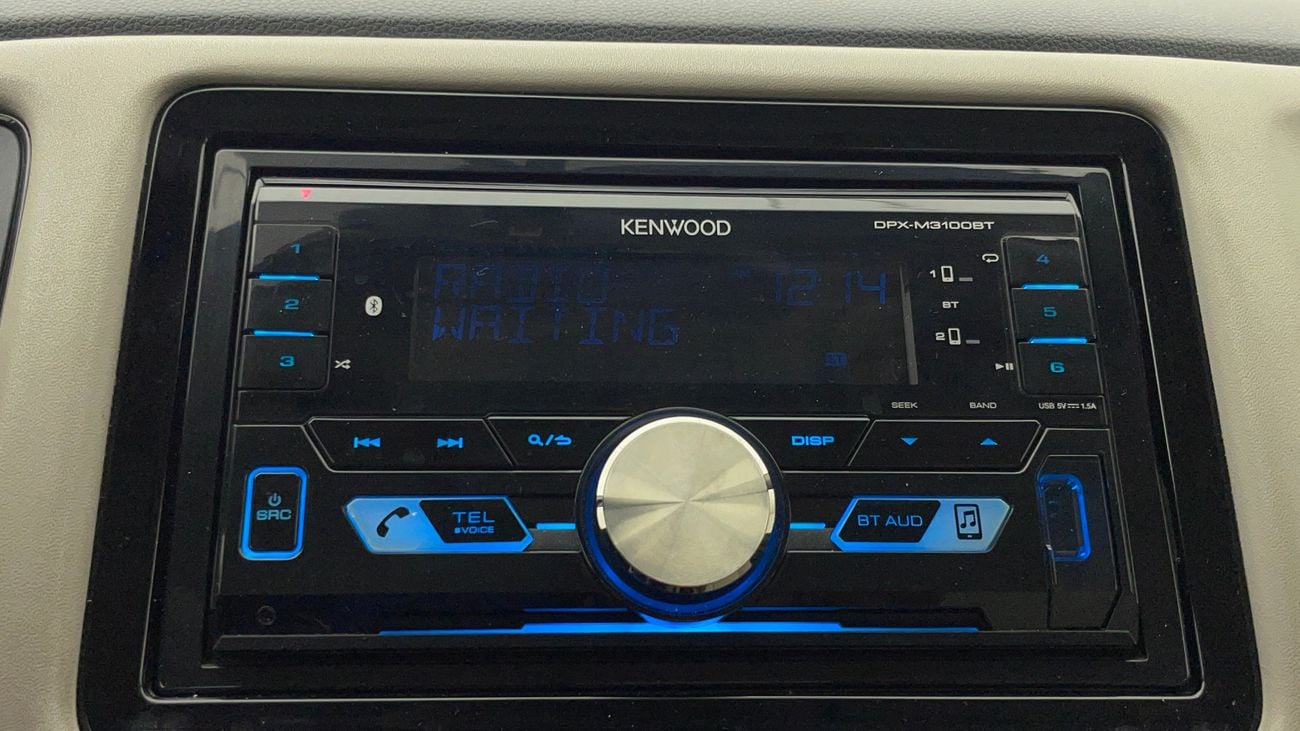 KENWOOD
DPX-M3100BT
1
2
3
RADIO 12:14
WAITING
BT
1
BT
2
4
5
6
SEEK BAND USB 5V 1.5A
DISP
SRC
TEL
VOICE
BT AUD